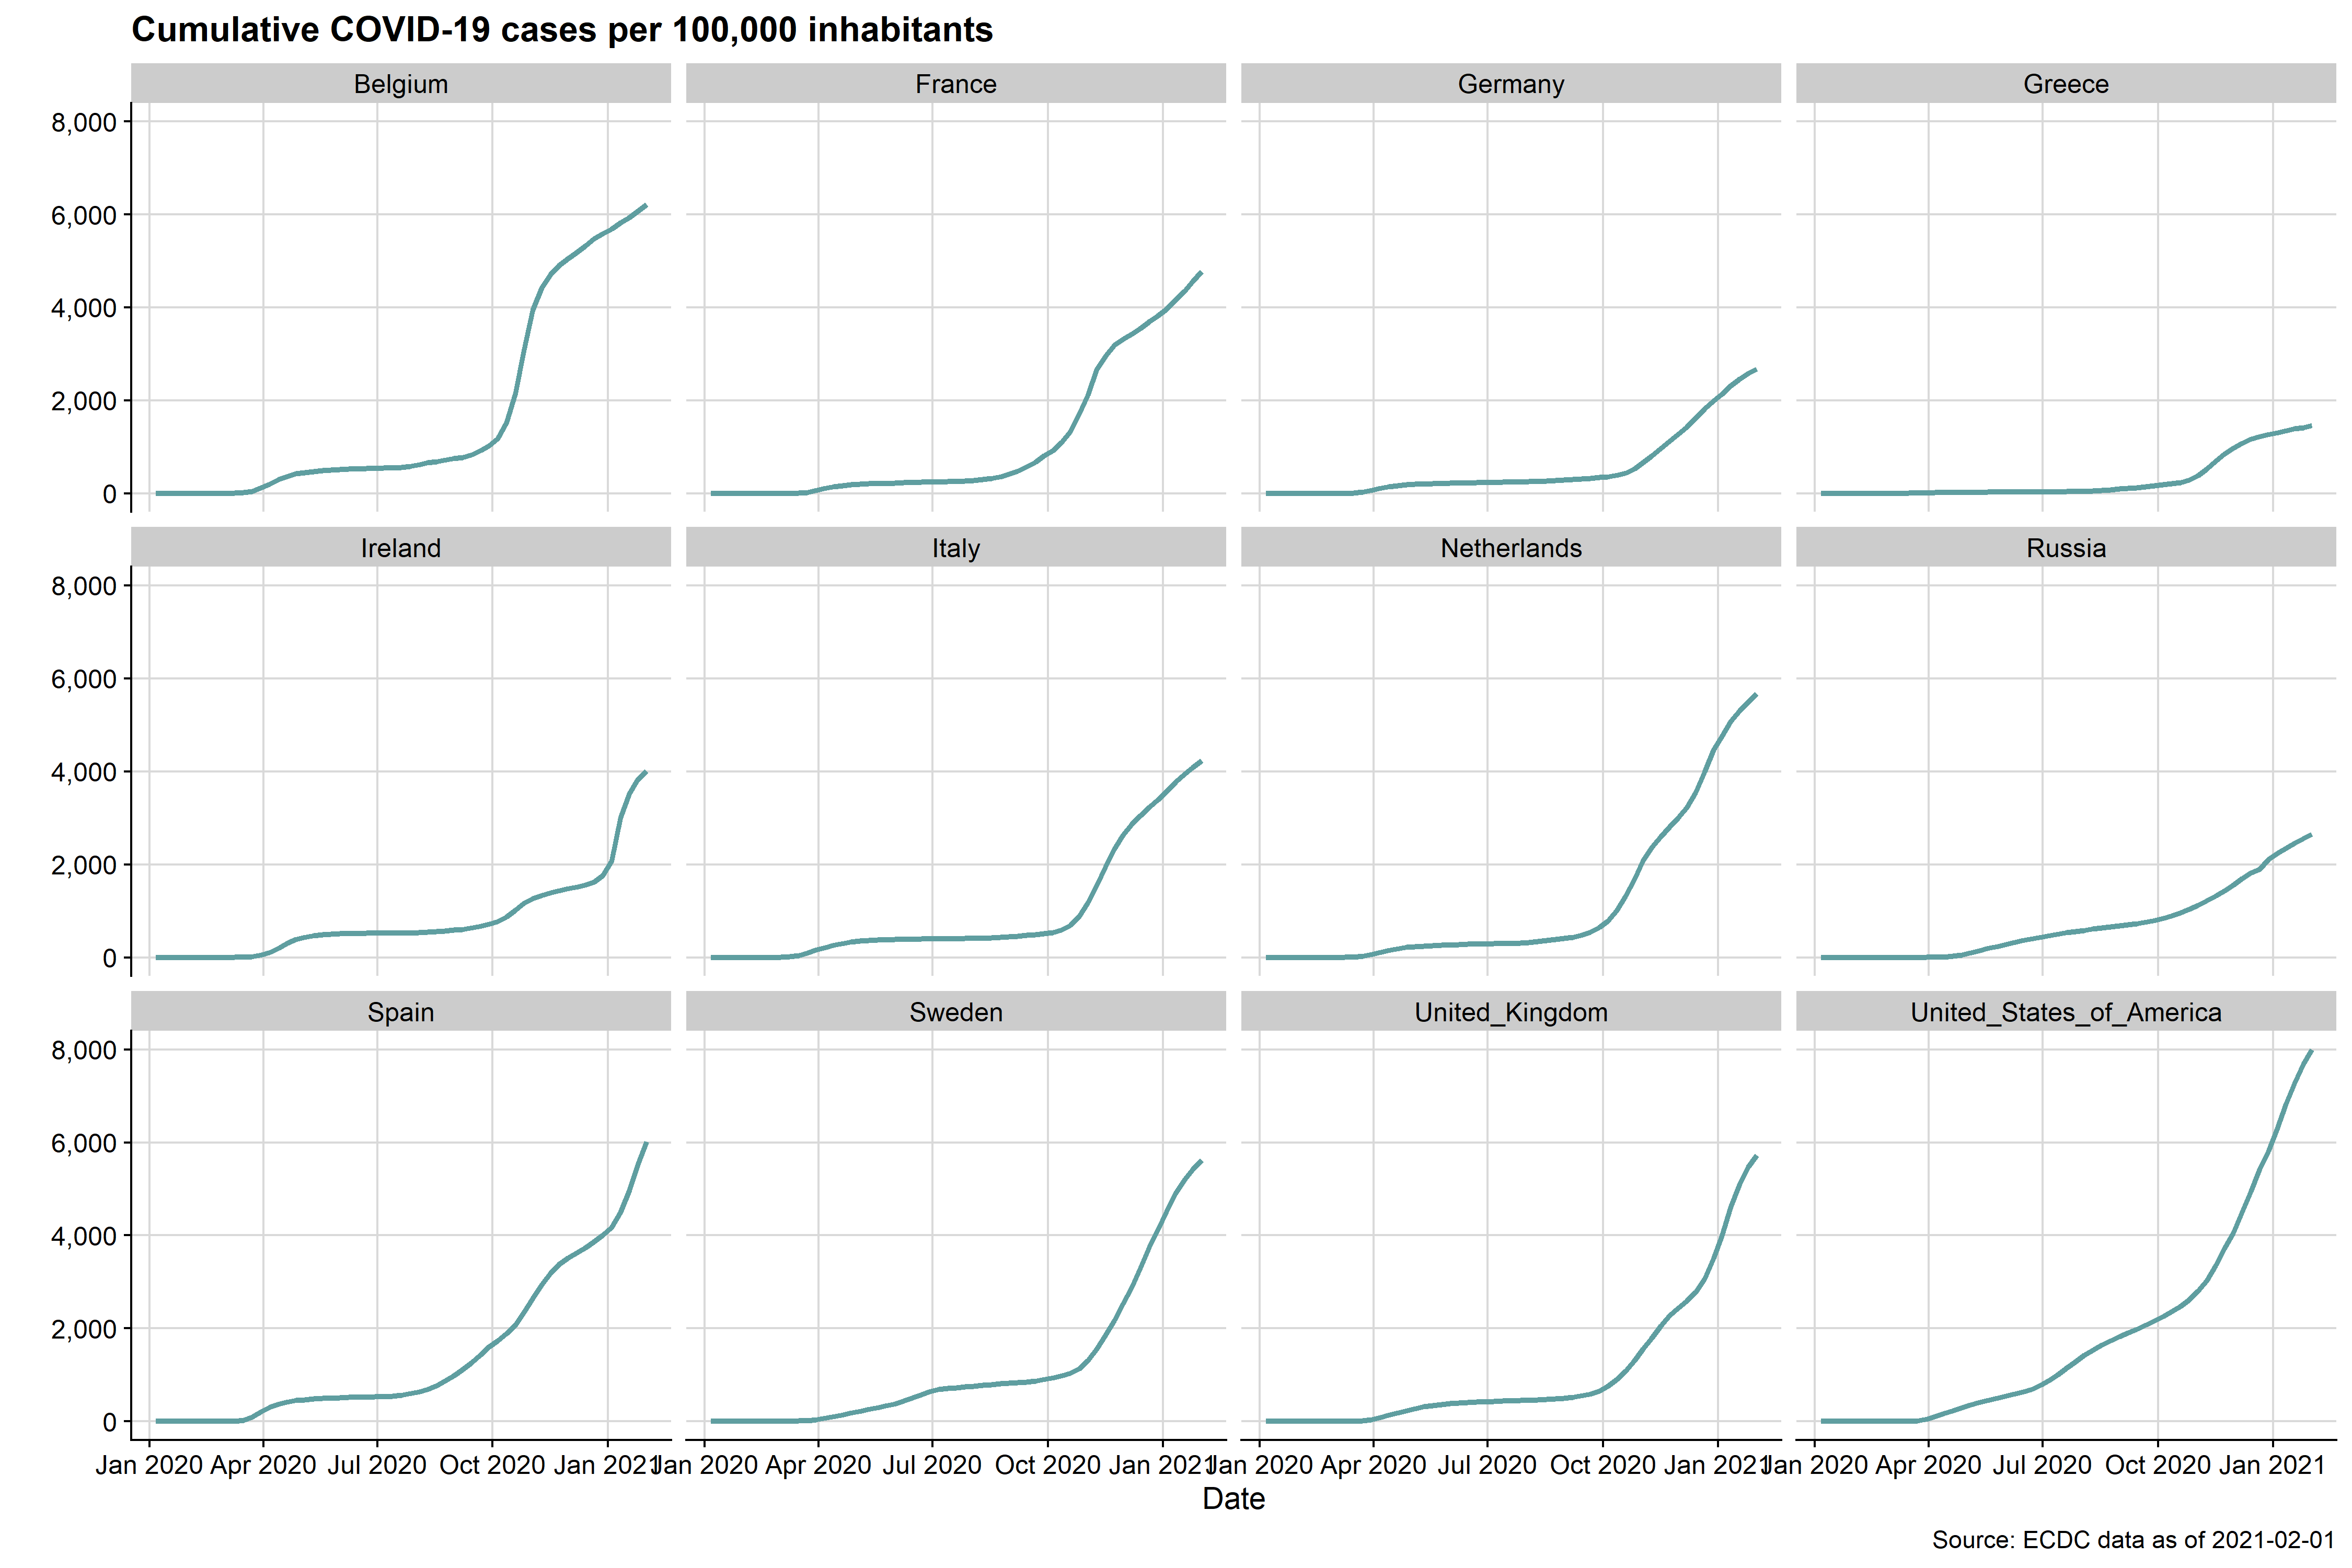 Cumulative COVID-19 cases per 100,000 inhabitants
Belgium France Germany Greece
8,000
6,000
4,000
2,000
0
Ireland Italy Netherlands Russia
8,000
6,000
4,000
2,000
0
Spain Sweden United_Kingdom United_States_of_America
8,000
6,000
4,000
2,000
0
Jan 2020 Apr 2020 Jul 2020 Oct 2020 Jan 2021 Jan 2020 Apr 2020 Jul 2020 Oct 2020 Jan 2021 Jan 2020 Apr 2020 Jul 2020 Oct 2020 Jan 2021 Jan 2020 Apr 2020 Jul 2020 Oct 2020 Jan 2021
Date
Source: ECDC data as of 2021-02-01